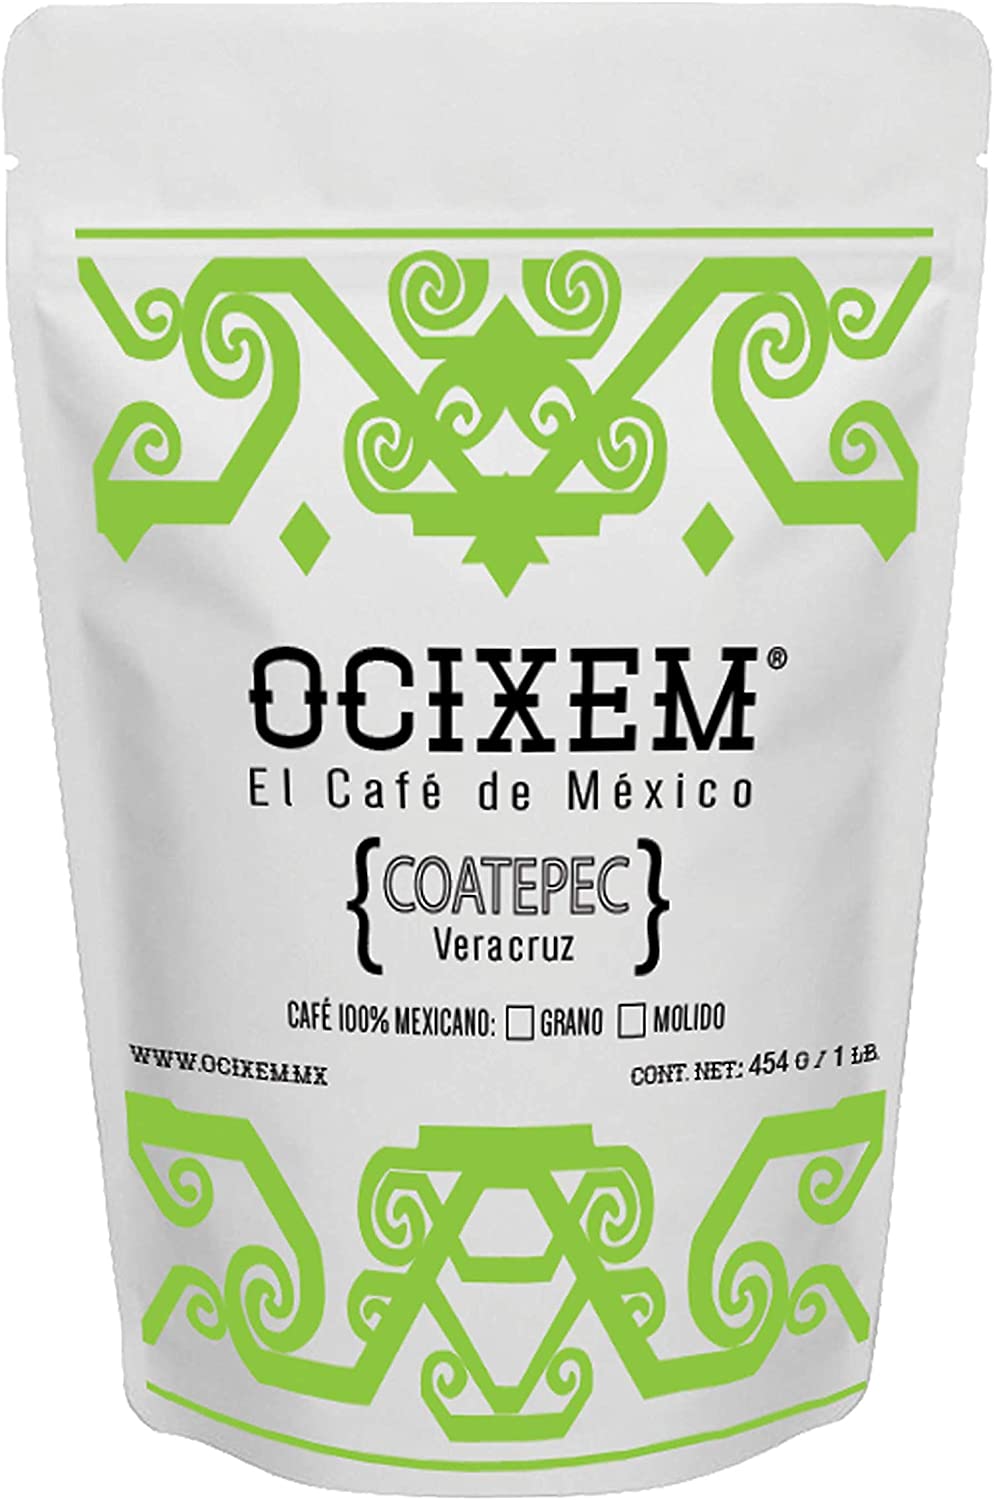 OCIXEM®
El Café de México
{COATEPEC
Veracruz}
CAFÉ 100% MEXICANO: ☐ GRANO ☐ MOLIDO
WWW.OCIXEM.MX
CONT. NET: 454 G / 1 LB.